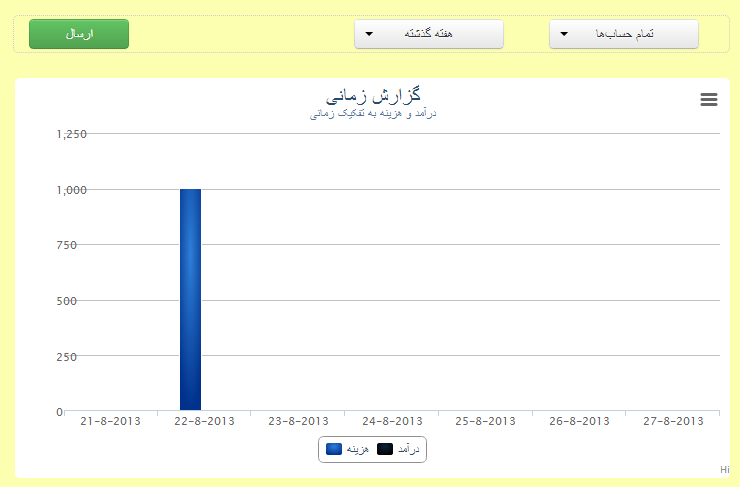 تمام حساب‌ها
هفته گذشته
ارسال
گزارش زمانی
درآمد و هزینه به تفکیک زمانی
1,250
1,000
750
500
250
0
21-8-2013 22-8-2013 23-8-2013 24-8-2013 25-8-2013 26-8-2013 27-8-2013
درآمد هزینه
Hi